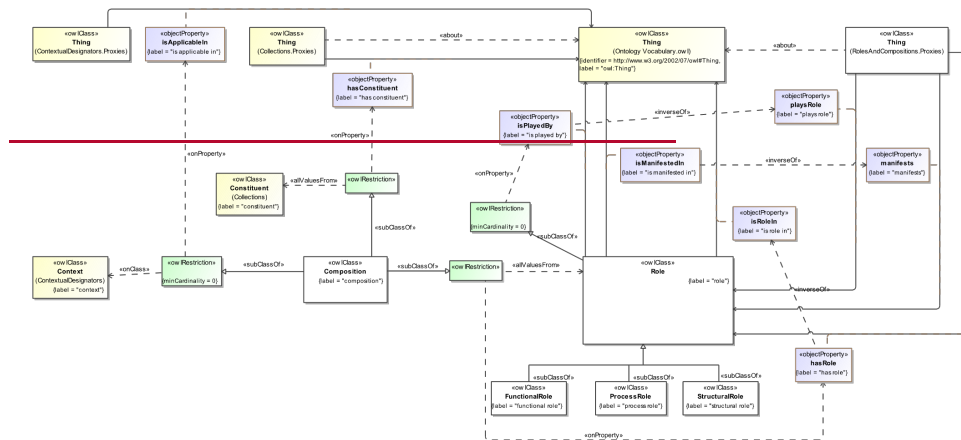 «owlClass»
Thing
(ContextualDesignators.Proxies)
«objectProperty»
isApplicableIn
{label = "is applicable in"}
«owlClass»
Thing
(Collections.Proxies)
«about»
«owlClass»
Thing
(Ontology Vocabulary.owl)
{identifier = http://www.w3.org/2002/07/owl#Thing,
label = "owl:Thing"}
«about»
«owlClass»
Thing
(RolesAndCompositions.Proxies)
«objectProperty»
hasConstituent
{label = "has constituent"}
«objectProperty»
isPlayedBy
{label = "is played by"}
«inverseOf»
«objectProperty»
playsRole
{label = "plays role"}
«onProperty»
«onProperty»
«objectProperty»
isManifestedIn
{label = "is manifested in"}
«inverseOf»
«objectProperty»
manifests
{label = "manifests"}
«owlClass»
Constituent
(Collections)
{label = "constituent"}
«allValuesFrom»
«owlRestriction»
«onProperty»
«owlRestriction»
{minCardinality = 0}
«objectProperty»
isRoleIn
{label = "is role in"}
«subClassOf»
«subClassOf»
«owlClass»
Context
(ContextualDesignators)
{label = "context"}
«onClass»
«owlRestriction»
{minCardinality = 0}
«subClassOf»
«owlClass»
Composition
{label = "composition"}
«subClassOf»
«owlRestriction»
«allValuesFrom»
«owlClass»
Role
{label = "role"}
«inverseOf»
«objectProperty»
hasRole
{label = "has role"}
«subClassOf»
«subClassOf»
«subClassOf»
«owlClass»
FunctionalRole
{label = "functional role"}
«owlClass»
ProcessRole
{label = "process role"}
«owlClass»
StructuralRole
{label = "structural role"}
«onProperty»